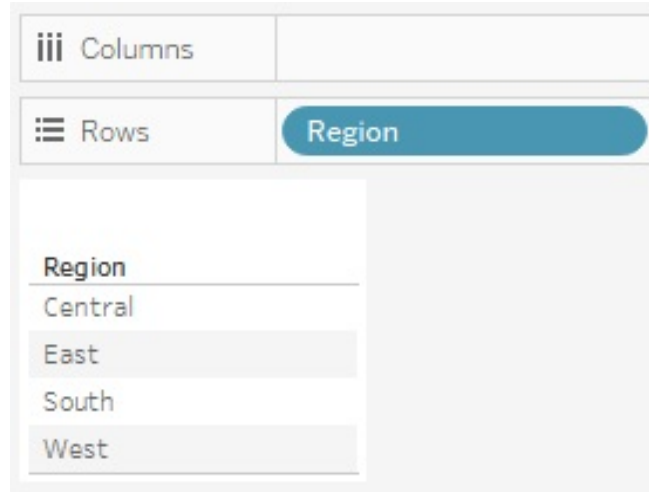 Columns
Rows Region
Region
Central
East
South
West